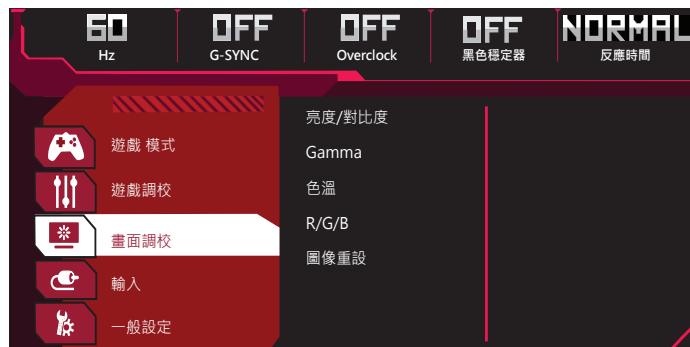 60 OFF OFF OFF NORMAL
Hz G-SYNC Overclock 黑色穩定器 反應時間
遊戲 模式
遊戲調校
畫面調校
輸入
一般設定
亮度/對比度
Gamma
色溫
R/G/B
圖像重設